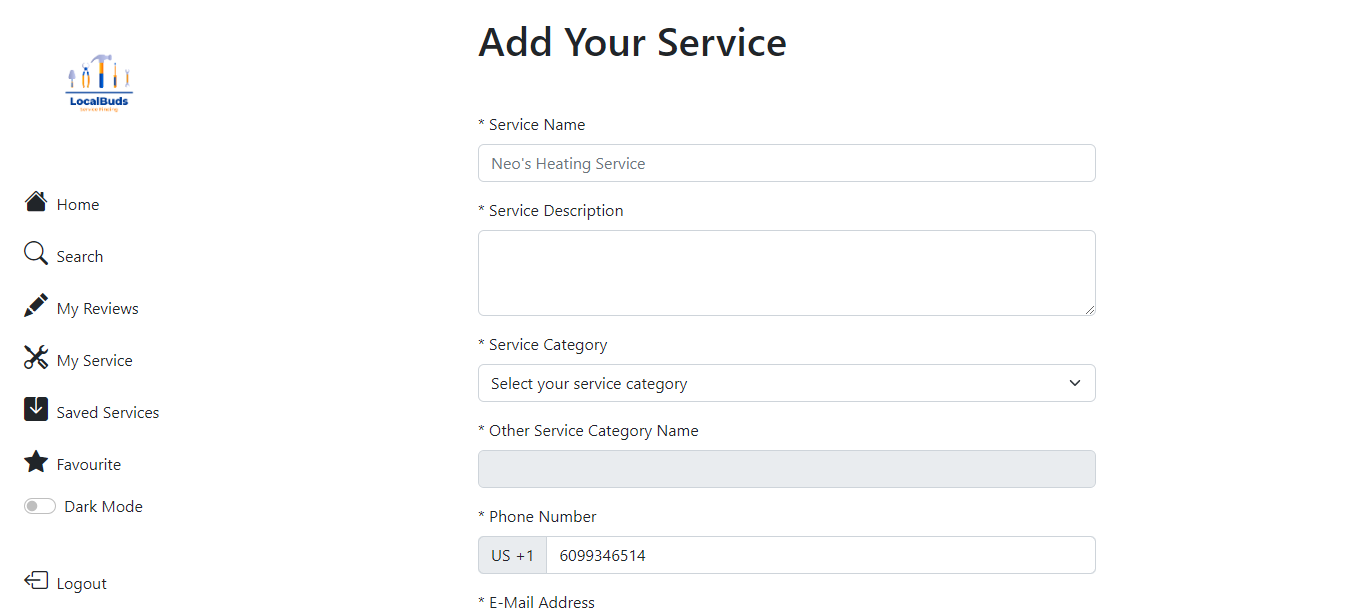 LocalBuds
Home
Search
My Reviews
My Service
Saved Services
Favourite
Dark Mode
Logout
Add Your Service
* Service Name
Neo's Heating Service
* Service Description
* Service Category
Select your service category
* Other Service Category Name
* Phone Number
US +1 6099346514
* E-Mail Address